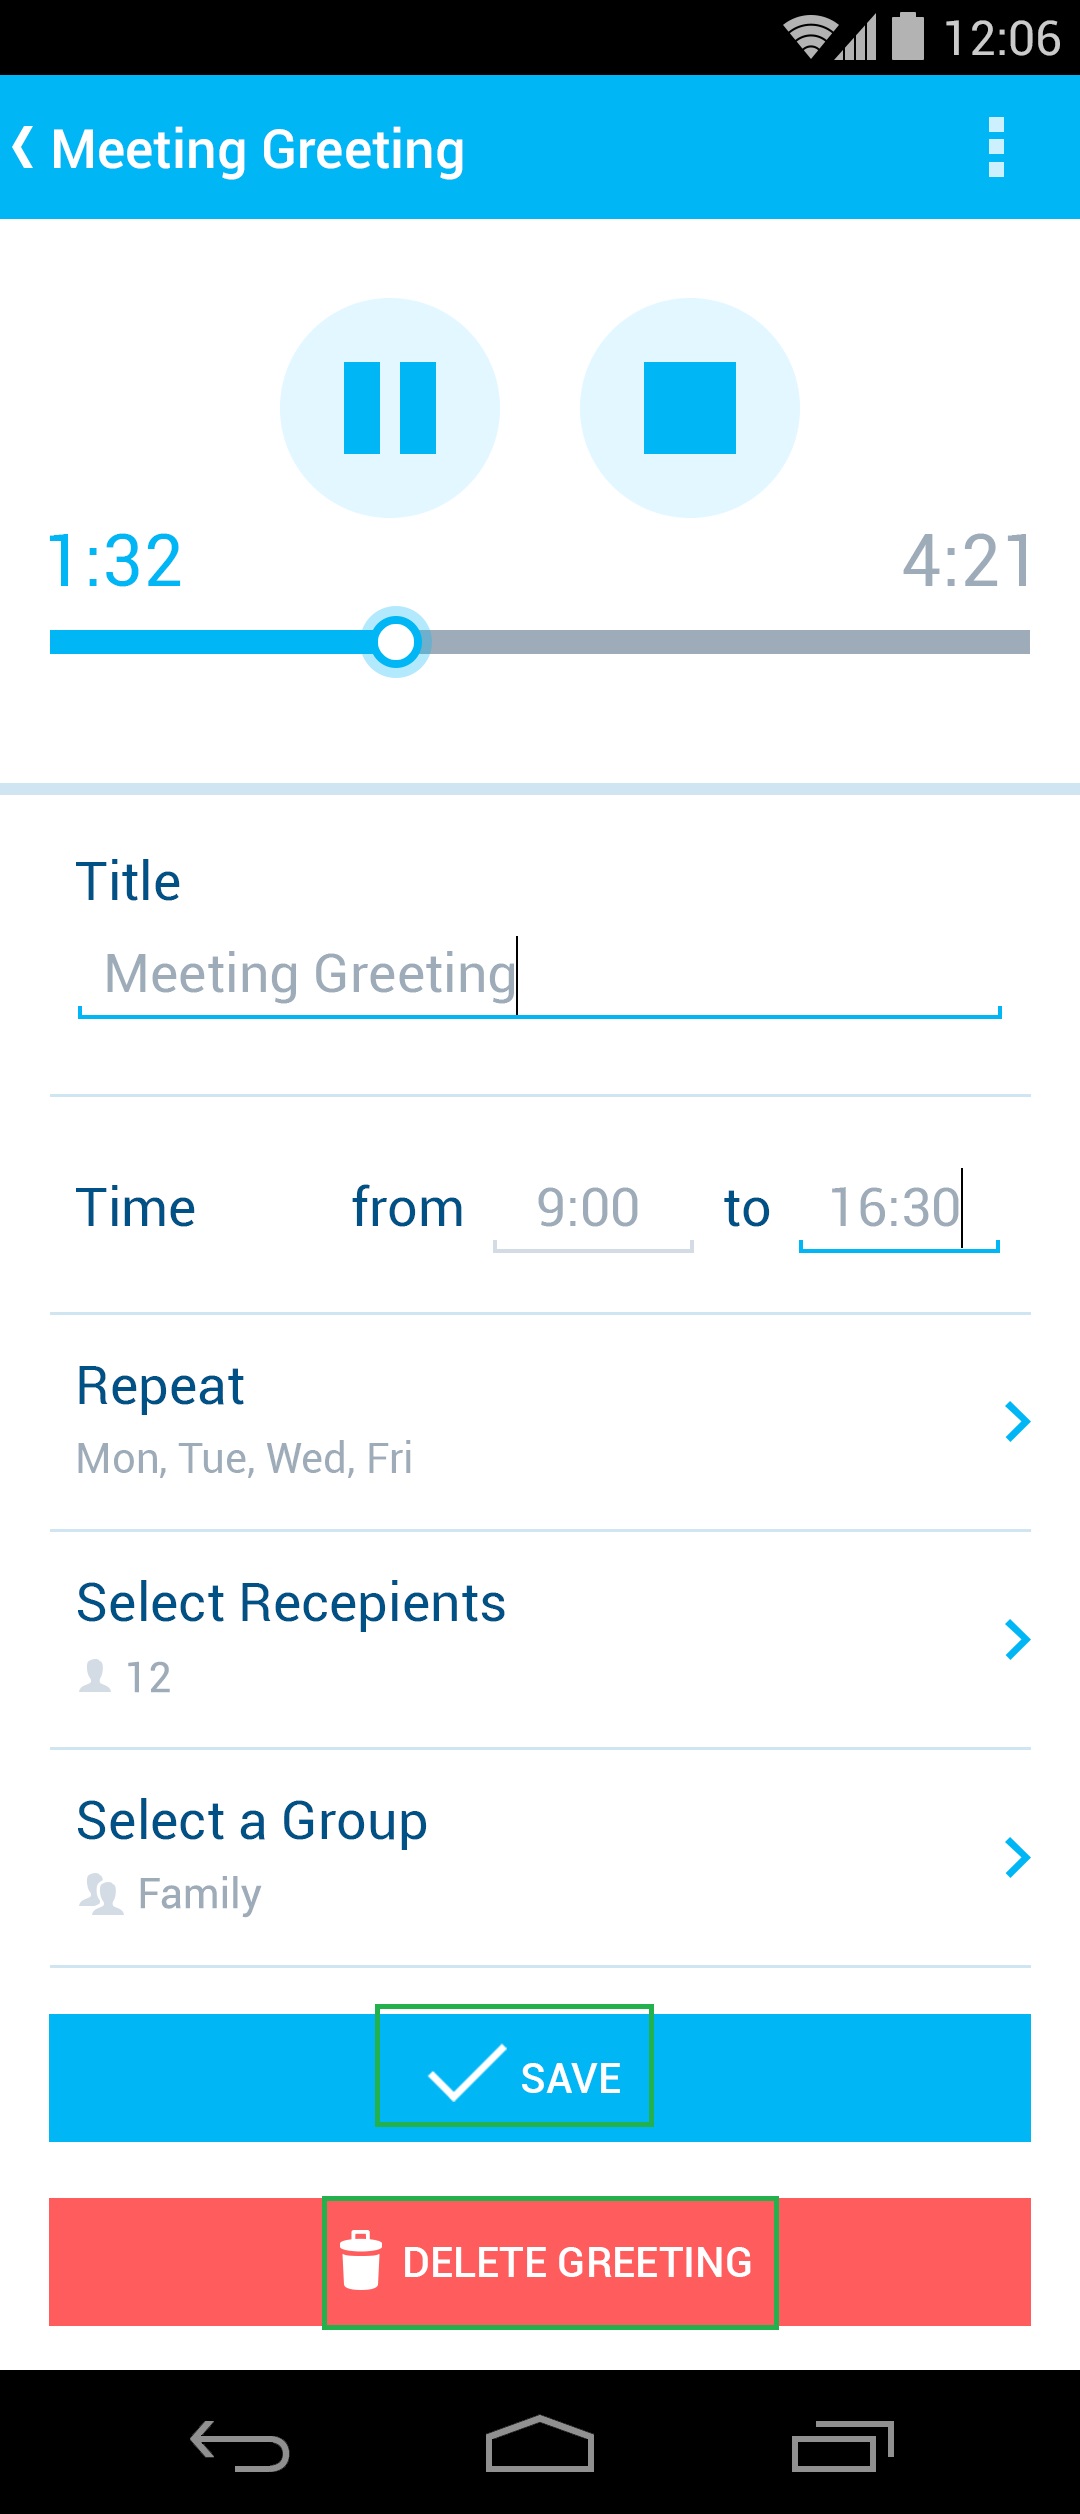 12:06
Meeting Greeting
1:32 4:21
Title
Meeting Greeting
Time from 9:00 to 16:30
Repeat
Mon, Tue, Wed, Fri
Select Recepients
12
Select a Group
Family
SAVE
DELETE GREETING